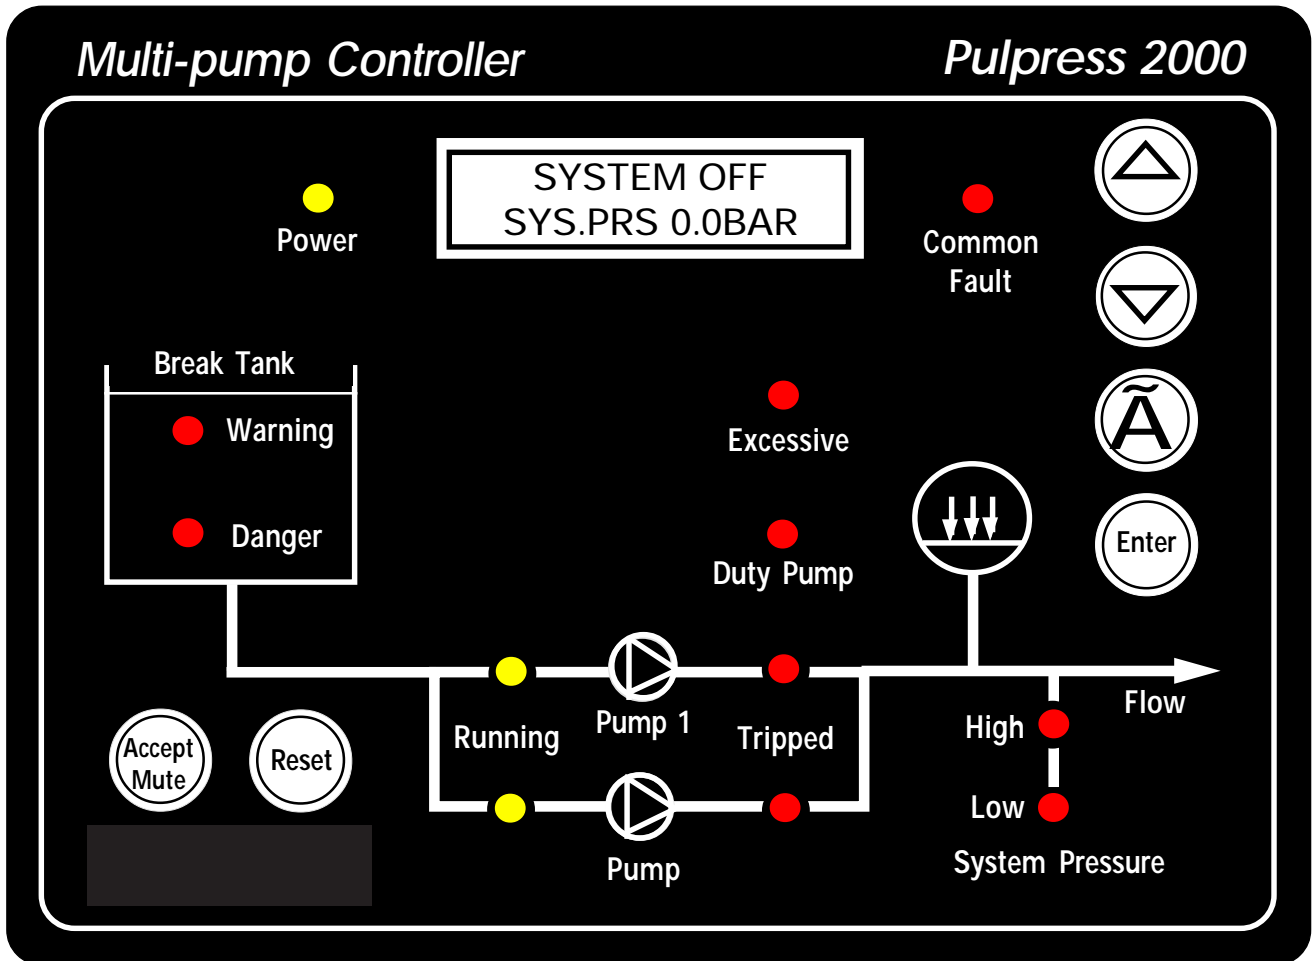 Multi-pump Controller
Pulpress 2000
SYSTEM OFF
SYS.PRS 0.0BAR
Power
Common
Fault
Break Tank
Warning
Danger
Excessive
Duty Pump
Ã
Enter
Running
Pump 1
Tripped
Flow
High
Low
System Pressure
Pump
Accept
Mute
Reset